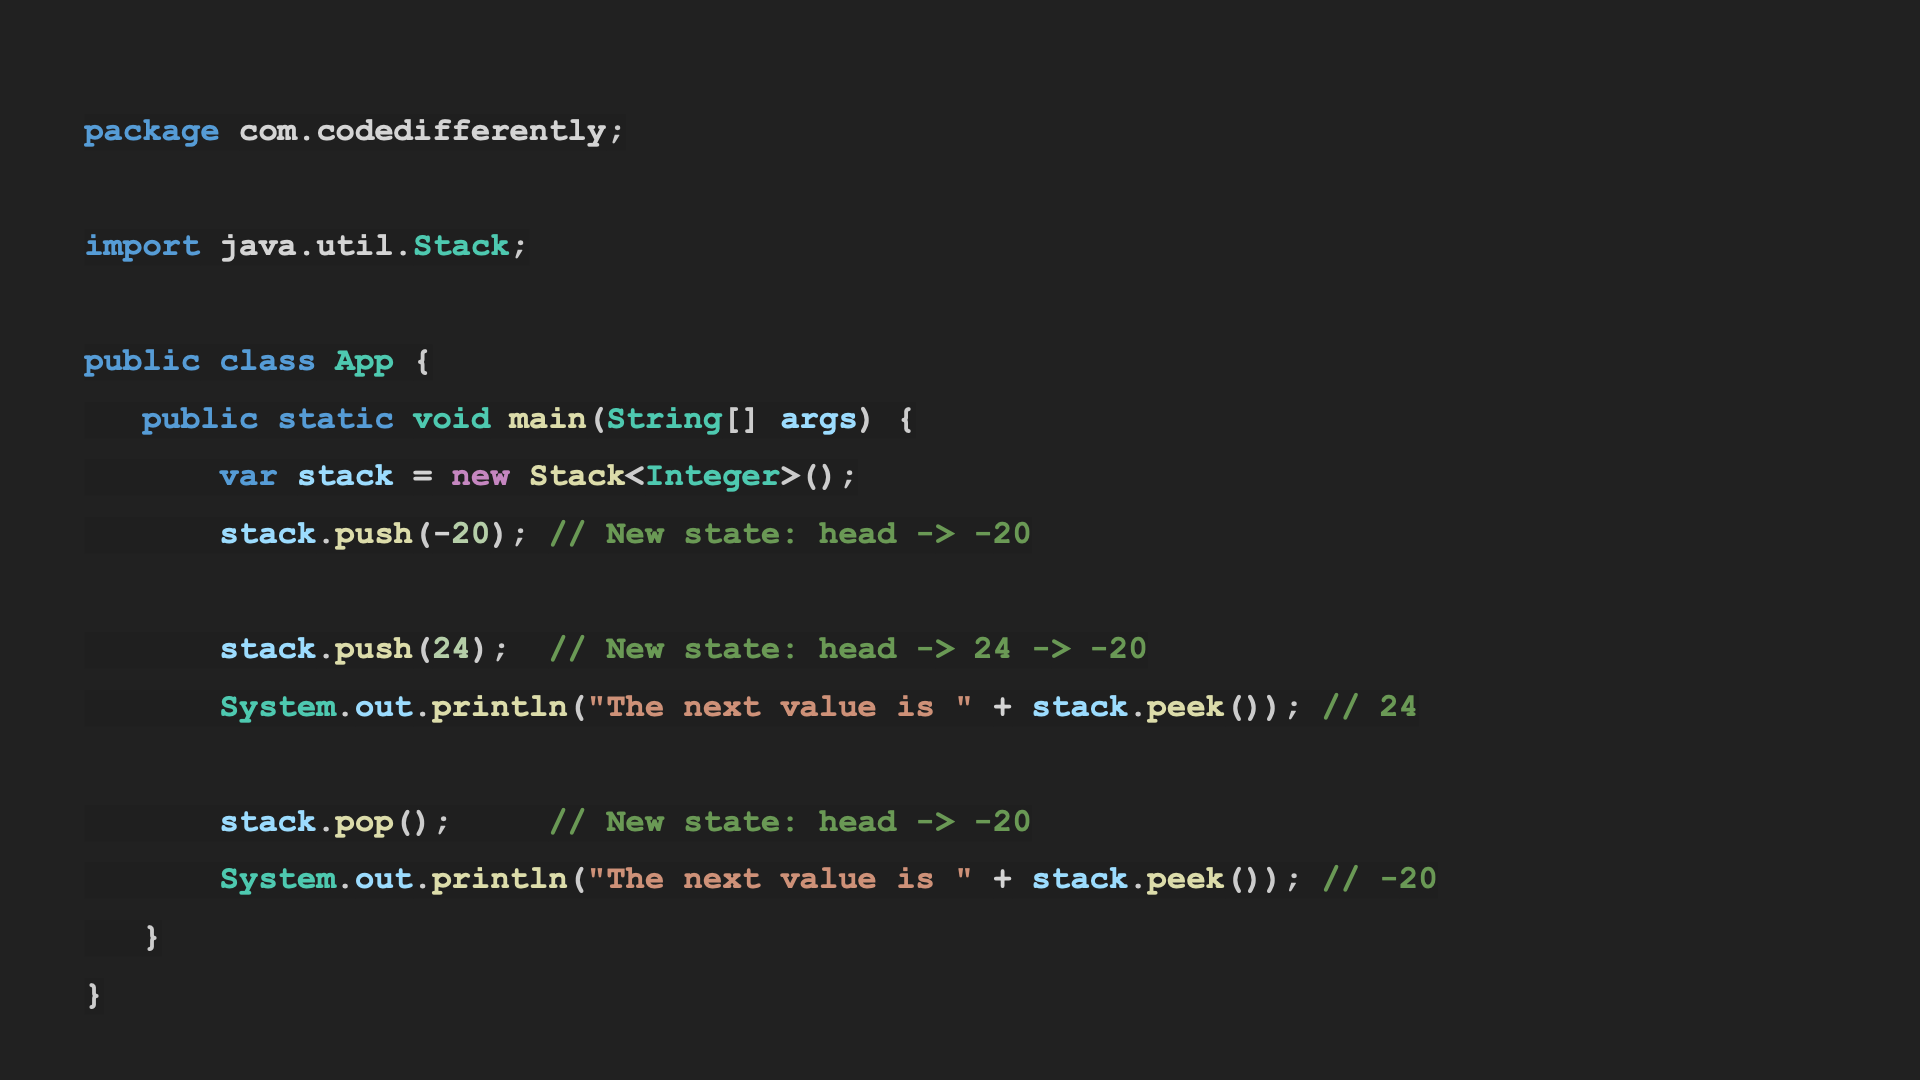 package com.codedifferently;
import java.util.Stack;
public class App {
public static void main(String[] args) {
var stack = new Stack<Integer>();
stack.push(-20); // New state: head -> -20
stack.push(24);  // New state: head -> 24 -> -20
System.out.println("The next value is " + stack.peek()); // 24
stack.pop();     // New state: head -> -20
System.out.println("The next value is " + stack.peek()); // -20
}
}